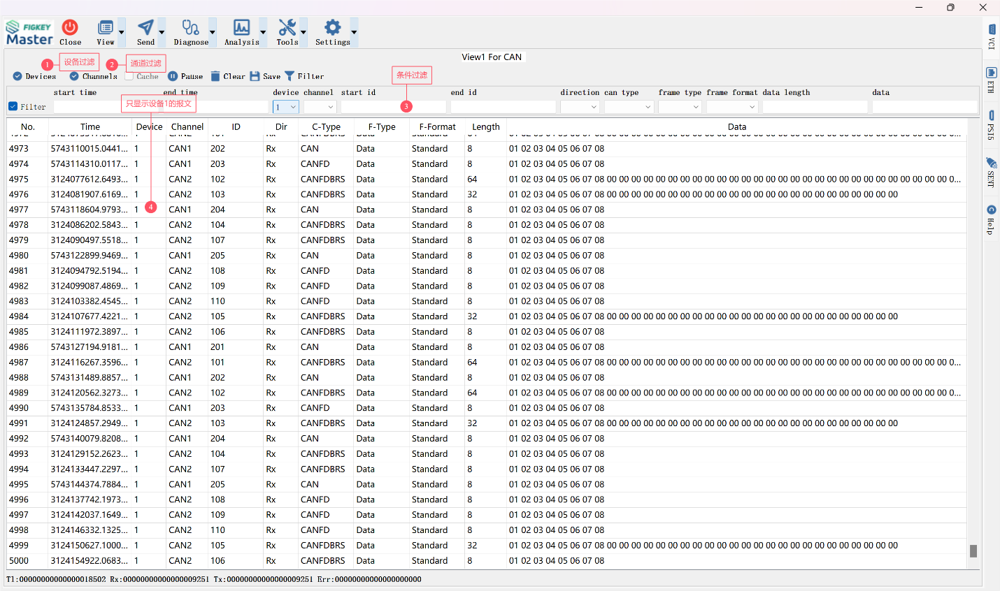 FIGKEY
Master
Close
View
Send
Diagnose
Analysis
Tools
Settings
View1 For CAN
1 设备过滤
2 通道过滤
Devices
Channels
Cache
Pause
Clear
Save
Filter
条件过滤
3
start time
end time
device
channel
start id
end id
direction
can type
frame type
frame format
data length
data
Filter
只显示设备1的报文
1
4
No. Time Device Channel ID Dir C-Type F-Type F-Format Length Data
4973 5743110015.0441... 1 CAN1 202 Rx CAN Data Standard 8 01 02 03 04 05 06 07 08
4974 5743114310.0117... 1 CAN1 203 Rx CANFD Data Standard 8 01 02 03 04 05 06 07 08
4975 3124077612.6493... 1 CAN2 102 Rx CANFDBRS Data Standard 64 01 02 03 04 05 06 07 08 00 00 00 00 00 00 00 00 00 00 00 00 00 00 00 00 00 00 00 00 00 00 00 00 0...
4976 3124081907.6169... 1 CAN2 103 Rx CANFDBRS Data Standard 32 01 02 03 04 05 06 07 08 00 00 00 00 00 00 00 00 00 00 00 00 00 00 00 00 00 00 00 00 00 00 00 00
4977 5743118604.9793... 1 CAN1 204 Rx CAN Data Standard 8 01 02 03 04 05 06 07 08
4978 3124086202.5843... 1 CAN2 104 Rx CANFDBRS Data Standard 8 01 02 03 04 05 06 07 08
4979 3124090497.5518... 1 CAN2 107 Rx CANFDBRS Data Standard 8 01 02 03 04 05 06 07 08
4980 5743122899.9469... 1 CAN1 205 Rx CAN Data Standard 8 01 02 03 04 05 06 07 08
4981 3124094792.5194... 1 CAN2 108 Rx CANFD Data Standard 8 01 02 03 04 05 06 07 08
4982 3124099087.4869... 1 CAN2 109 Rx CANFD Data Standard 8 01 02 03 04 05 06 07 08
4983 3124103382.4545... 1 CAN2 110 Rx CANFD Data Standard 8 01 02 03 04 05 06 07 08
4984 3124107677.4221... 1 CAN2 105 Rx CANFDBRS Data Standard 32 01 02 03 04 05 06 07 08 00 00 00 00 00 00 00 00 00 00 00 00 00 00 00 00 00 00 00 00 00 00 00 00
4985 3124111972.3897... 1 CAN2 106 Rx CANFDBRS Data Standard 8 01 02 03 04 05 06 07 08
4986 5743127194.9181... 1 CAN1 201 Rx CAN Data Standard 8 01 02 03 04 05 06 07 08
4987 3124116267.3596... 1 CAN2 101 Rx CANFDBRS Data Standard 64 01 02 03 04 05 06 07 08 00 00 00 00 00 00 00 00 00 00 00 00 00 00 00 00 00 00 00 00 00 00 00 00 0...
4988 5743131489.8857... 1 CAN1 202 Rx CAN Data Standard 8 01 02 03 04 05 06 07 08
4989 3124120562.3273... 1 CAN2 102 Rx CANFDBRS Data Standard 64 01 02 03 04 05 06 07 08 00 00 00 00 00 00 00 00 00 00 00 00 00 00 00 00 00 00 00 00 00 00 00 00 0...
4990 5743135784.8533... 1 CAN1 203 Rx CANFD Data Standard 8 01 02 03 04 05 06 07 08
4991 3124124857.2949... 1 CAN2 103 Rx CANFDBRS Data Standard 32 01 02 03 04 05 06 07 08 00 00 00 00 00 00 00 00 00 00 00 00 00 00 00 00 00 00 00 00 00 00 00 00
4992 5743140079.8208... 1 CAN1 204 Rx CAN Data Standard 8 01 02 03 04 05 06 07 08
4993 3124129152.2623... 1 CAN2 104 Rx CANFDBRS Data Standard 8 01 02 03 04 05 06 07 08
4994 3124133447.2297... 1 CAN2 107 Rx CANFDBRS Data Standard 8 01 02 03 04 05 06 07 08
4995 5743144374.7884... 1 CAN1 205 Rx CAN Data Standard 8 01 02 03 04 05 06 07 08
4996 3124137742.1973... 1 CAN2 108 Rx CANFD Data Standard 8 01 02 03 04 05 06 07 08
4997 3124142037.1649... 1 CAN2 109 Rx CANFD Data Standard 8 01 02 03 04 05 06 07 08
4998 3124146332.1325... 1 CAN2 110 Rx CANFD Data Standard 8 01 02 03 04 05 06 07 08
4999 3124150627.1000... 1 CAN2 105 Rx CANFDBRS Data Standard 32 01 02 03 04 05 06 07 08 00 00 00 00 00 00 00 00 00 00 00 00 00 00 00 00 00 00 00 00 00 00 00 00
5000 3124154922.0683... 1 CAN2 106 Rx CANFDBRS Data Standard 8 01 02 03 04 05 06 07 08
Tl:00000000000000018502 Rx:00000000000000009251 Tx:00000000000000009251 Err:00000000000000000000
VCI
ETH
PSI5
SENT
Help